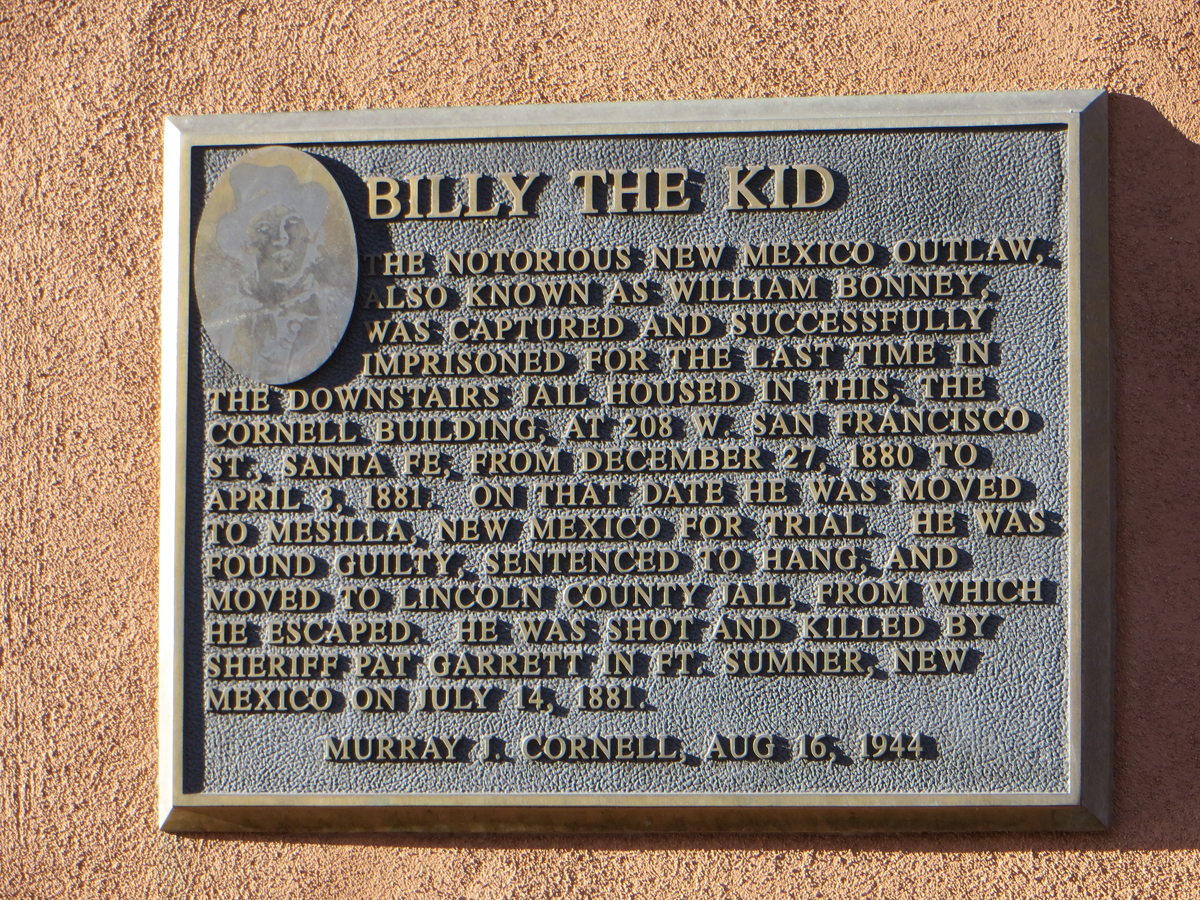 BILLY THE KID
THE NOTORIOUS NEW MEXICO OUTLAW,
ALSO KNOWN AS WILLIAM BONNEY,
WAS CAPTURED AND SUCCESSFULLY
IMPRISONED FOR THE LAST TIME IN
THE DOWNSTAIRS JAIL HOUSED IN THIS, THE
CORNELL BUILDING, AT 208 W. SAN FRANCISCO
ST., SANTA FE, FROM DECEMBER 27, 1880 TO
APRIL 3, 1881. ON THAT DATE HE WAS MOVED
TO MESILLA, NEW MEXICO FOR TRIAL. HE WAS
FOUND GUILTY, SENTENCED TO HANG, AND
MOVED TO LINCOLN COUNTY JAIL, FROM WHICH
HE ESCAPED. HE WAS SHOT AND KILLED BY
SHERIFF PAT GARRETT IN FT. SUMNER, NEW
MEXICO ON JULY 14, 1881.
MURRAY J. CORNELL, AUG 16, 1944